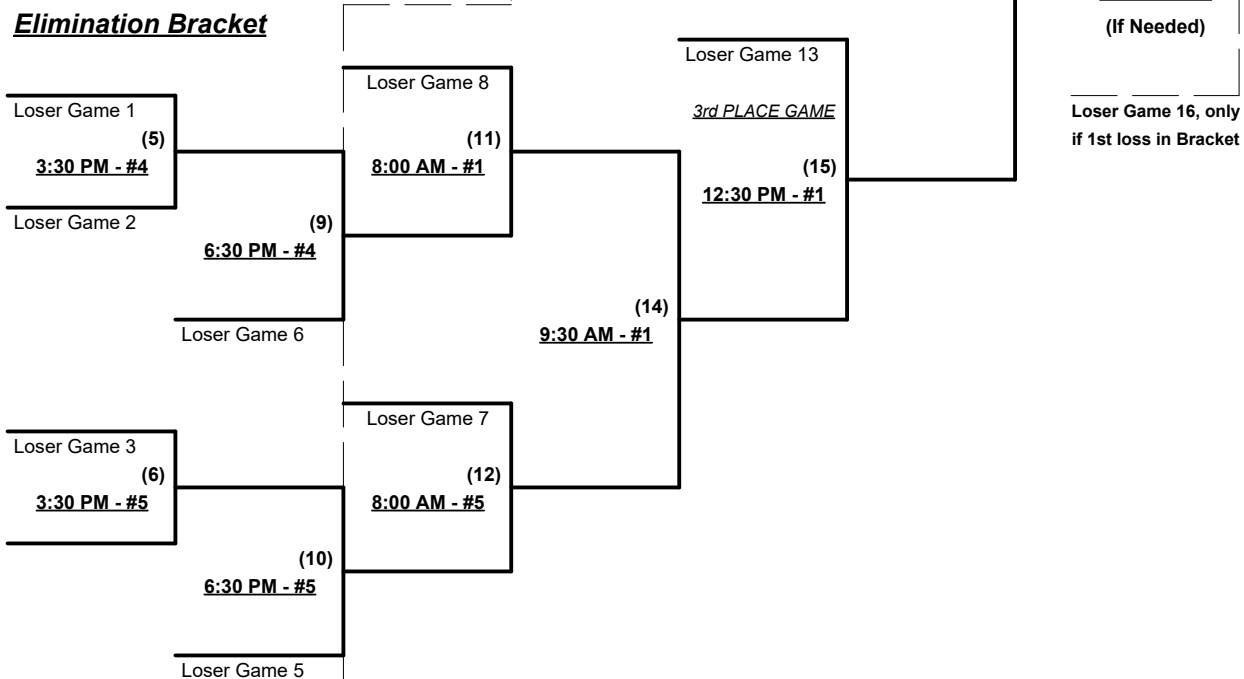 Elimination Bracket
(If Needed)
Loser Game 13
Loser Game 8
Loser Game 1
3rd PLACE GAME
Loser Game 16, only
if 1st loss in Bracket
(5)
(11)
3:30 PM - #4
8:00 AM - #1
(15)
12:30 PM - #1
Loser Game 2
(9)
6:30 PM - #4
(14)
Loser Game 6
9:30 AM - #1
Loser Game 7
Loser Game 3
(6)
(12)
3:30 PM - #5
8:00 AM - #5
(10)
6:30 PM - #5
Loser Game 5